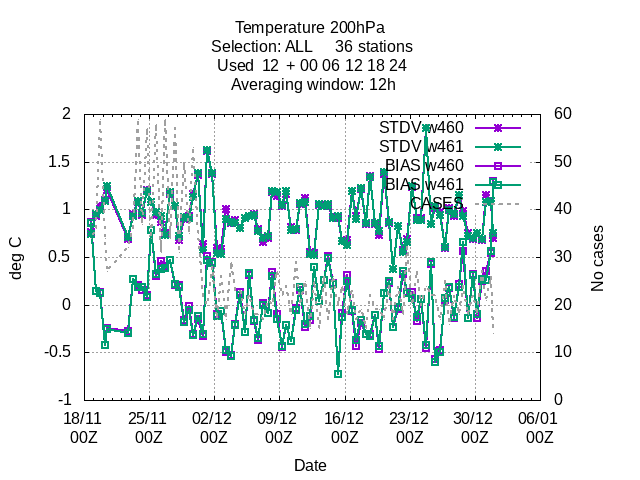 Temperature 200hPa
Selection: ALL 36 stations
Used 12 + 00 06 12 18 24
Averaging window: 12h
2 60
1.5 50
1 40
0.5 30
0 20
-0.5 10
-1 0
STDV w460
STDV w461
BIAS w460
BIAS w461
CASES
deg C
No cases
18/11 25/11 02/12 09/12 16/12 23/12 30/12 06/01
00Z 00Z 00Z 00Z 00Z 00Z 00Z 00Z
Date